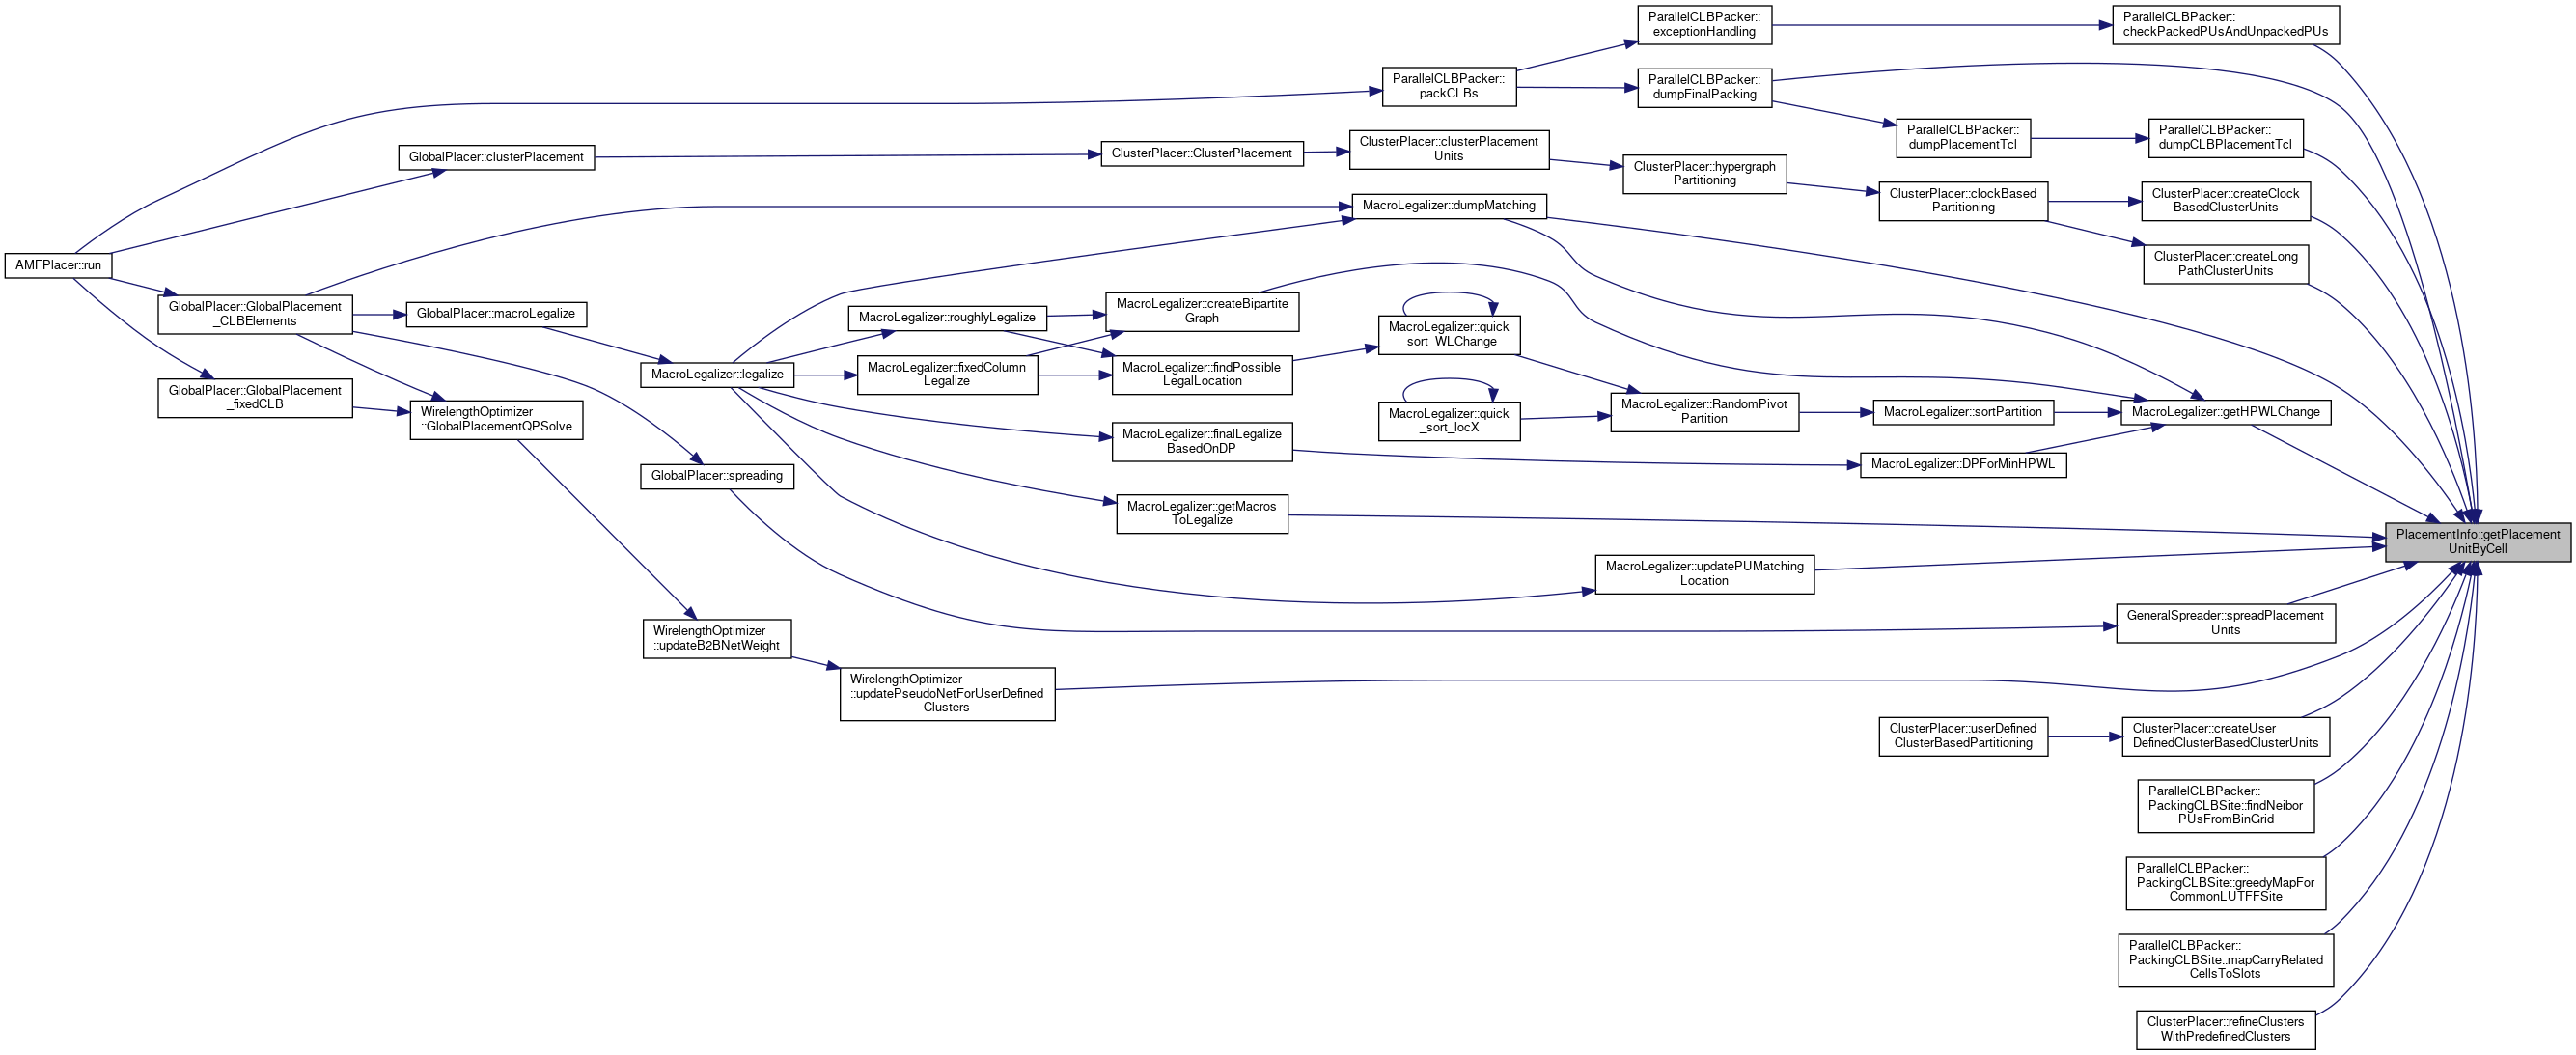 ParallelCLBPacker::
exceptionHandling
ParallelCLBPacker::
checkPackedPUsAndUnpackedPUs
ParallelCLBPacker::
packCLBs
ParallelCLBPacker::
dumpFinalPacking
ParallelCLBPacker::
dumpPlacementTcl
ParallelCLBPacker::
dumpCLBPlacementTcl
GlobalPlacer::clusterPlacement
ClusterPlacer::ClusterPlacement
ClusterPlacer::clusterPlacement
Units
ClusterPlacer::hypergraph
Partitioning
ClusterPlacer::clockBased
Partitioning
ClusterPlacer::createClock
BasedClusterUnits
MacroLegalizer::dumpMatching
ClusterPlacer::createLong
PathClusterUnits
AMFPlacer::run
GlobalPlacer::GlobalPlacement
_CLBElements
GlobalPlacer::macroLegalize
MacroLegalizer::roughlyLegalize
MacroLegalizer::createBipartite
Graph
MacroLegalizer::quick
_sort_WLChange
MacroLegalizer::legalize
MacroLegalizer::fixedColumn
Legalize
MacroLegalizer::findPossible
LegalLocation
GlobalPlacer::GlobalPlacement
_fixedCLB
WirelengthOptimizer
::GlobalPlacementQPSolve
MacroLegalizer::quick
_sort_locX
MacroLegalizer::RandomPivot
Partition
MacroLegalizer::sortPartition
MacroLegalizer::getHPWLChange
MacroLegalizer::finalLegalize
BasedOnDP
MacroLegalizer::DPForMinHPWL
GlobalPlacer::spreading
MacroLegalizer::getMacros
ToLegalize
PlacementInfo::getPlacement
UnitByCell
MacroLegalizer::updatePUMatching
Location
GeneralSpreader::spreadPlacement
Units
WirelengthOptimizer
::updateB2BNetWeight
WirelengthOptimizer
::updatePseudoNetForUserDefined
Clusters
ClusterPlacer::userDefined
ClusterBasedPartitioning
ClusterPlacer::createUser
DefinedClusterBasedClusterUnits
ParallelCLBPacker::
PackingCLBSite::findNeibor
PUsFromBinGrid
ParallelCLBPacker::
PackingCLBSite::greedyMapFor
CommonLUTFFSite
ParallelCLBPacker::
PackingCLBSite::mapCarryRelated
CellsToSlots
ClusterPlacer::refineClusters
WithPredefinedClusters